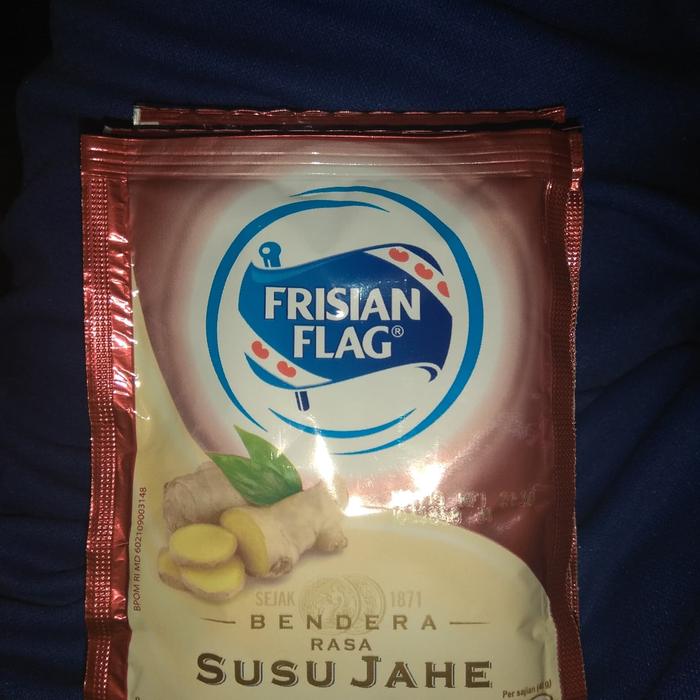 FRISIAN
FLAG®
BPOM RI MD 602109003148
SEJAK 1871
BENDERA
RASA
SUSU JAHE
Per sajian